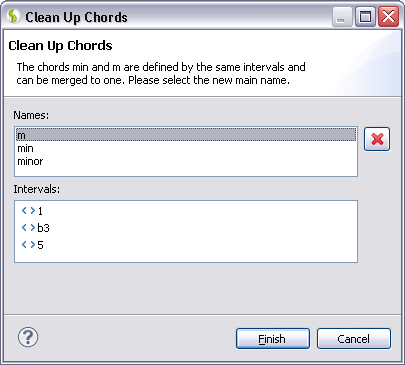 Clean Up Chords
Clean Up Chords
The chords min and m are defined by the same intervals and
can be merged to one. Please select the new main name.
Names:
m
min
minor
Intervals:
<> 1
<> b3
<> 5
?
Finish
Cancel